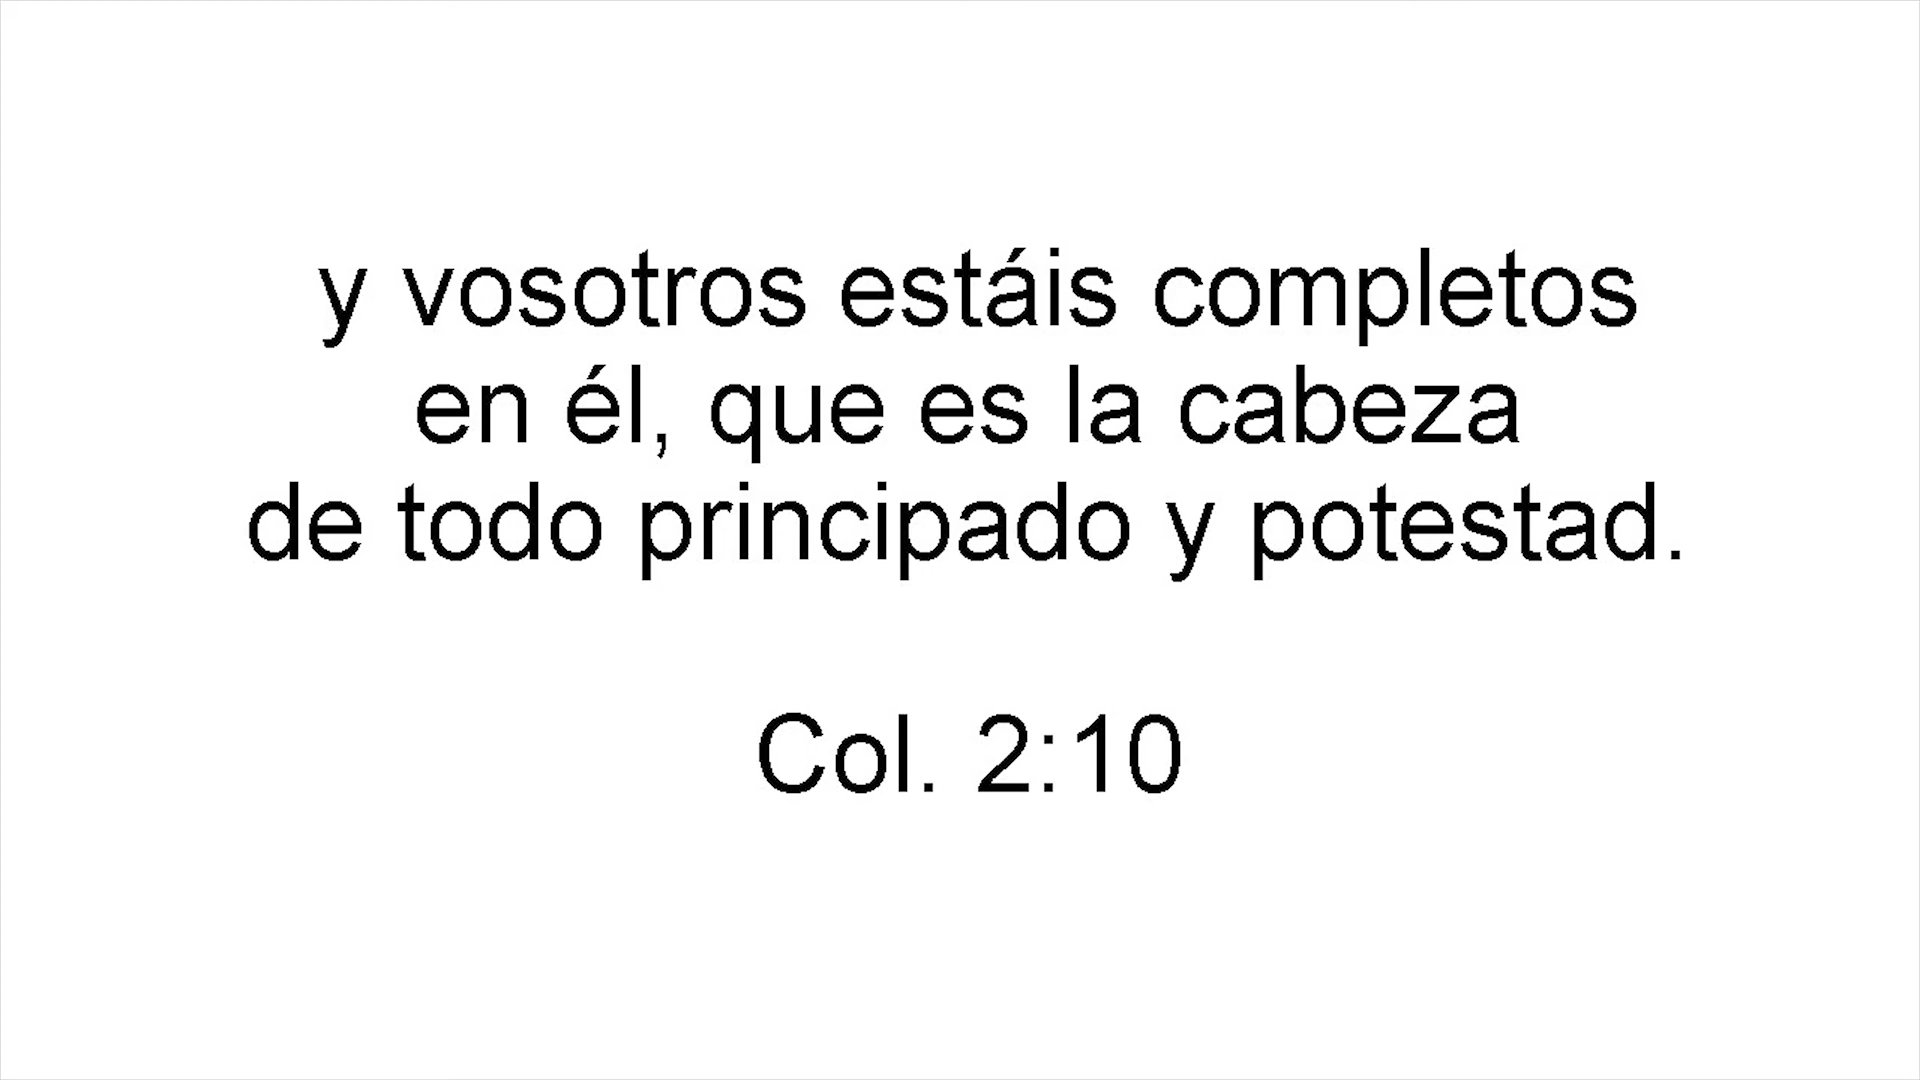 y vosotros estáis completos
en él, que es la cabeza
de todo principado y potestad.
Col. 2:10